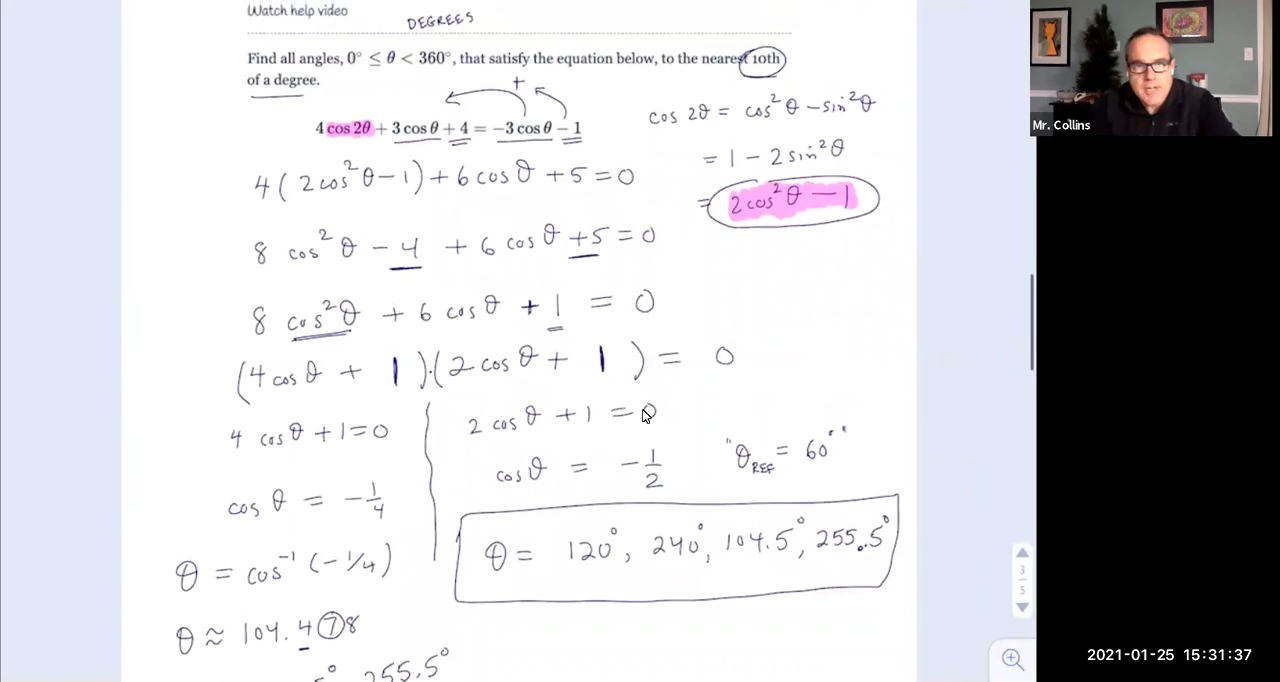 Watch help video
DEGREES
Find all angles, 0° ≤ θ < 360°, that satisfy the equation below, to the nearest 10th
of a degree.
+
4 cos 2θ + 3 cos θ + 4 = −3 cos θ − 1
cos 2θ = cos²θ − sin²θ
= 1 − 2 sin²θ
= 2 cos²θ − 1
4( 2cos²θ − 1) + 6 cos θ + 5 = 0
8 cos²θ − 4 + 6 cos θ + 5 = 0
8 cos²θ + 6 cos θ + 1 = 0
(4 cos θ + 1)·(2 cos θ + 1) = 0
4 cos θ + 1 = 0
cos θ = −1/4
θ = cos⁻¹ (−1/4)
θ ≈ 104.478
255.5°
2 cos θ + 1 = 0
cos θ = −1/2
"θREF = 60°"
θ = 120°, 240°, 104.5°, 255.5°
Mr. Collins
3
5
2021-01-25 15:31:37